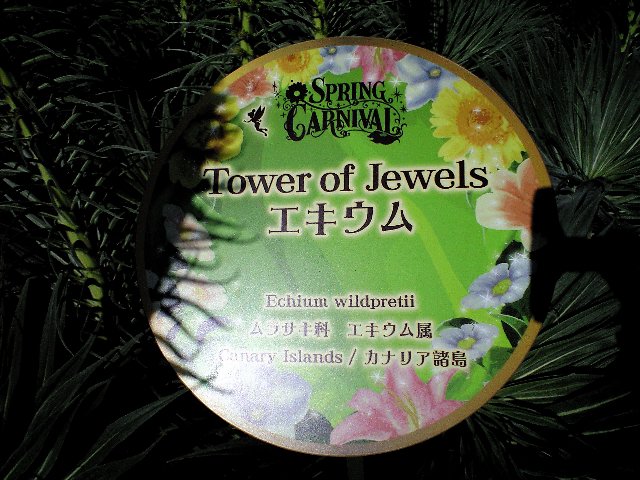 SPRING
CARNIVAL
Tower of Jewels
エキウム
Echium wildpretii
ムラサキ科 エキウム属
Canary Islands / カナリア諸島